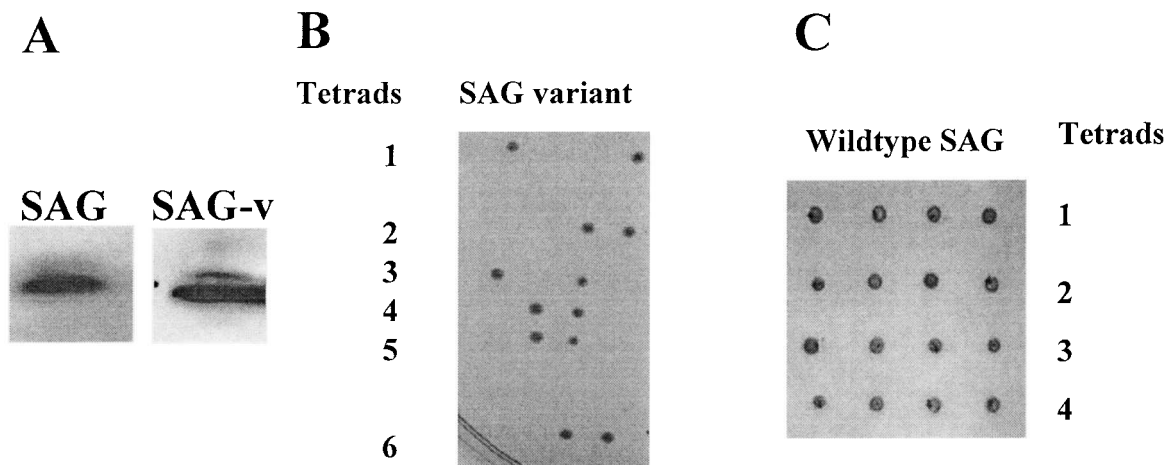 A
SAG SAG-v
B
Tetrads SAG variant
1
2
3
4
5
6
C
Wildtype SAG Tetrads
1
2
3
4